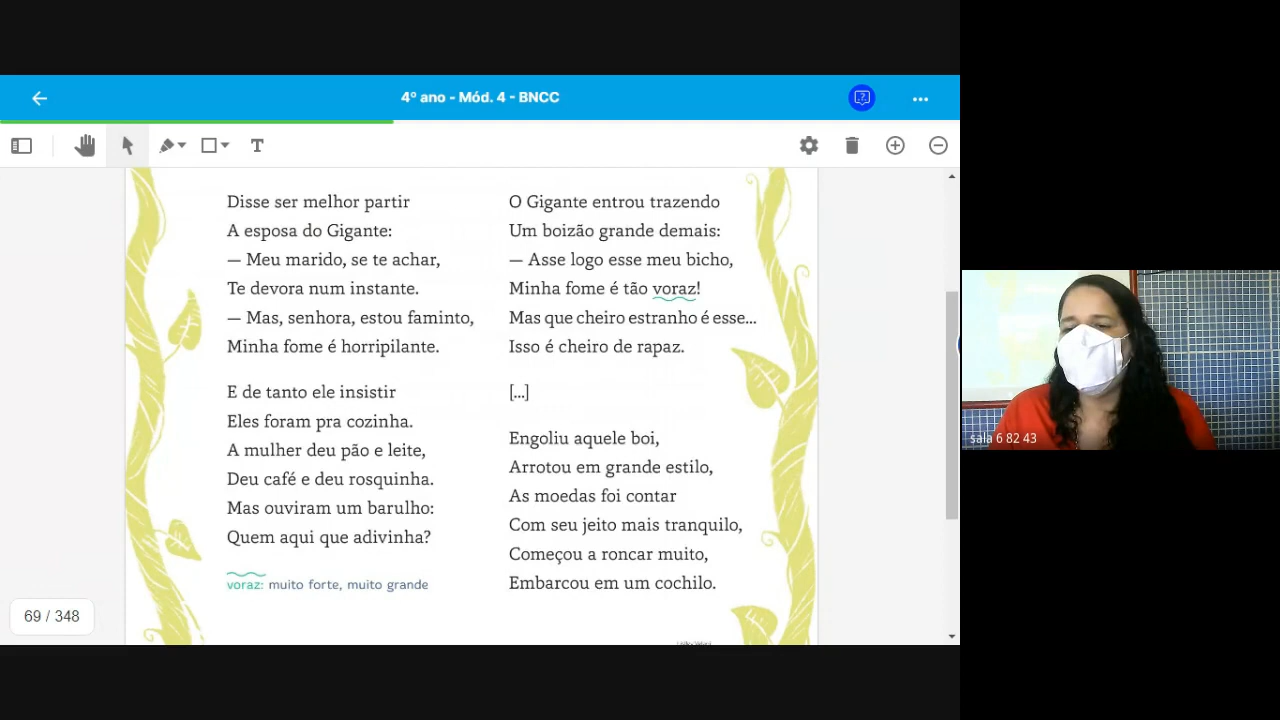 4º ano - Mód. 4 - BNCC
T
Disse ser melhor partir
A esposa do Gigante:
— Meu marido, se te achar,
Te devora num instante.
— Mas, senhora, estou faminto,
Minha fome é horripilante.
E de tanto ele insistir
Eles foram pra cozinha.
A mulher deu pão e leite,
Deu café e deu rosquinha.
Mas ouviram um barulho:
Quem aqui que adivinha?
voraz: muito forte, muito grande
O Gigante entrou trazendo
Um boizão grande demais:
— Asse logo esse meu bicho,
Minha fome é tão voraz!
Mas que cheiro estranho é esse...
Isso é cheiro de rapaz.
[...]
Engoliu aquele boi,
Arrotou em grande estilo,
As moedas foi contar
Com seu jeito mais tranquilo,
Começou a roncar muito,
Embarcou em um cochilo.
69 / 348
sala 6 82 43